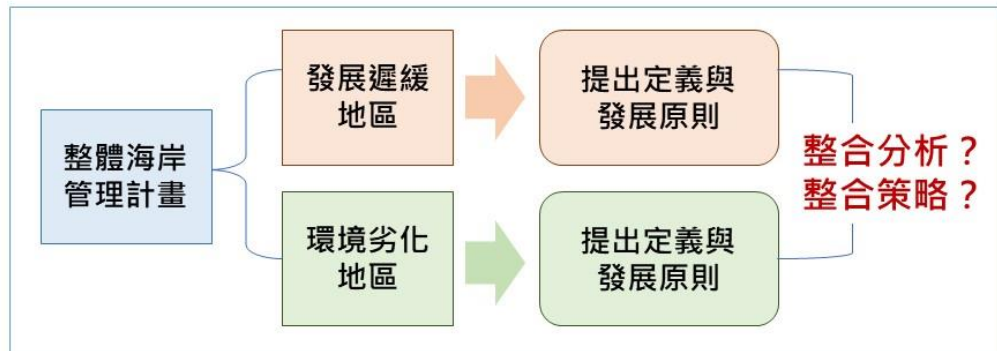 整體海岸
管理計畫
發展遲緩
地區
提出定義與
發展原則
環境劣化
地區
提出定義與
發展原則
整合分析？
整合策略？